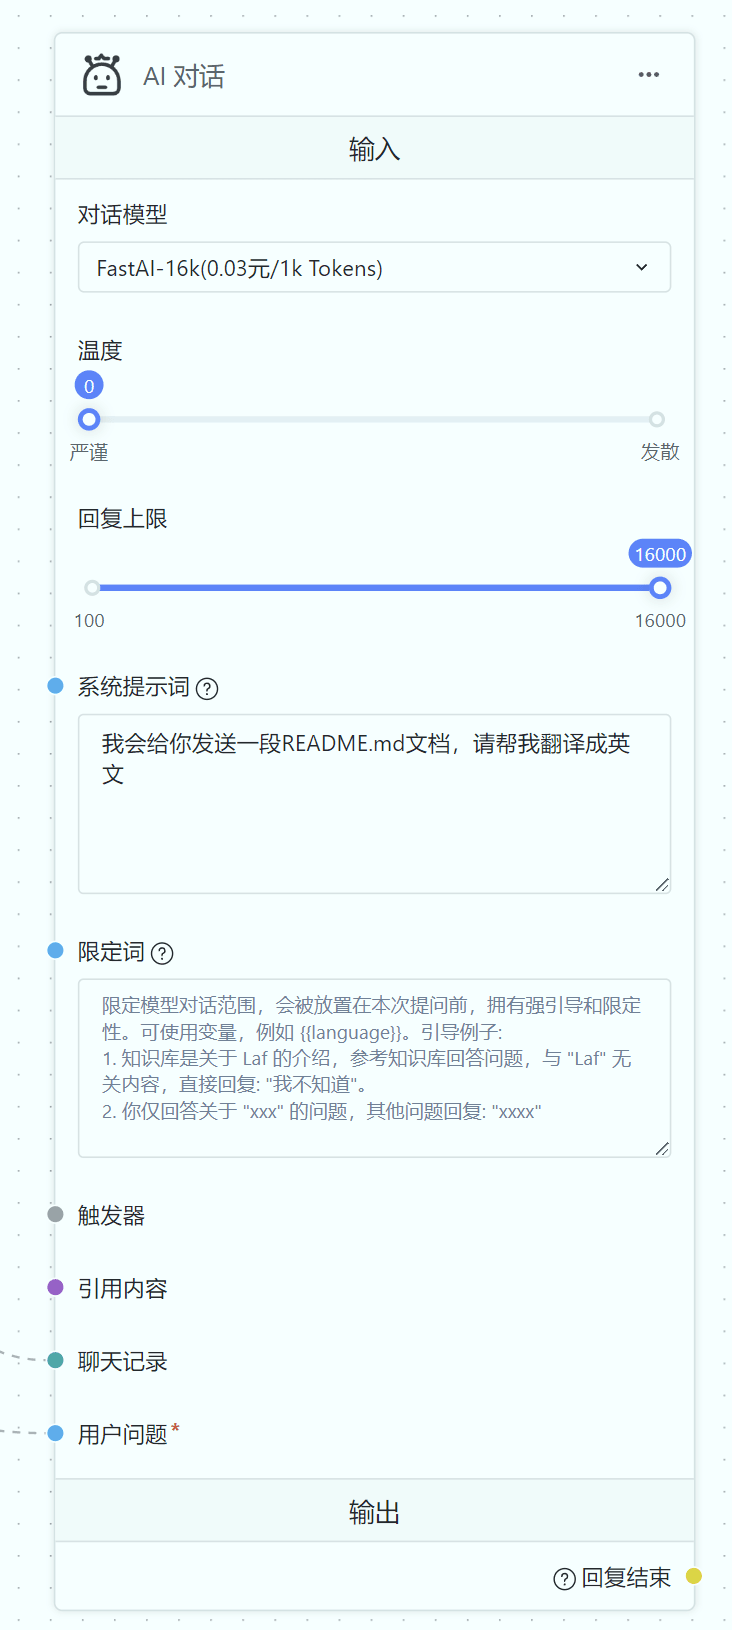 AI 对话
输入
对话模型
FastAI-16k(0.03元/1k Tokens)
温度
0
严谨
发散
回复上限
16000
100
16000
系统提示词
我会给你发送一段README.md文档，请帮我翻译成英
文
限定词
限定模型对话范围，会被放置在本次提问前，拥有强引导和限定
性。可使用变量，例如 {{language}}。引导例子:
1. 知识库是关于 Laf 的介绍，参考知识库回答问题，与 "Laf" 无
关内容，直接回复: "我不知道"。
2. 你仅回答关于 "xxx" 的问题，其他问题回复: "xxxx"
触发器
引用内容
聊天记录
用户问题*
输出
回复结束